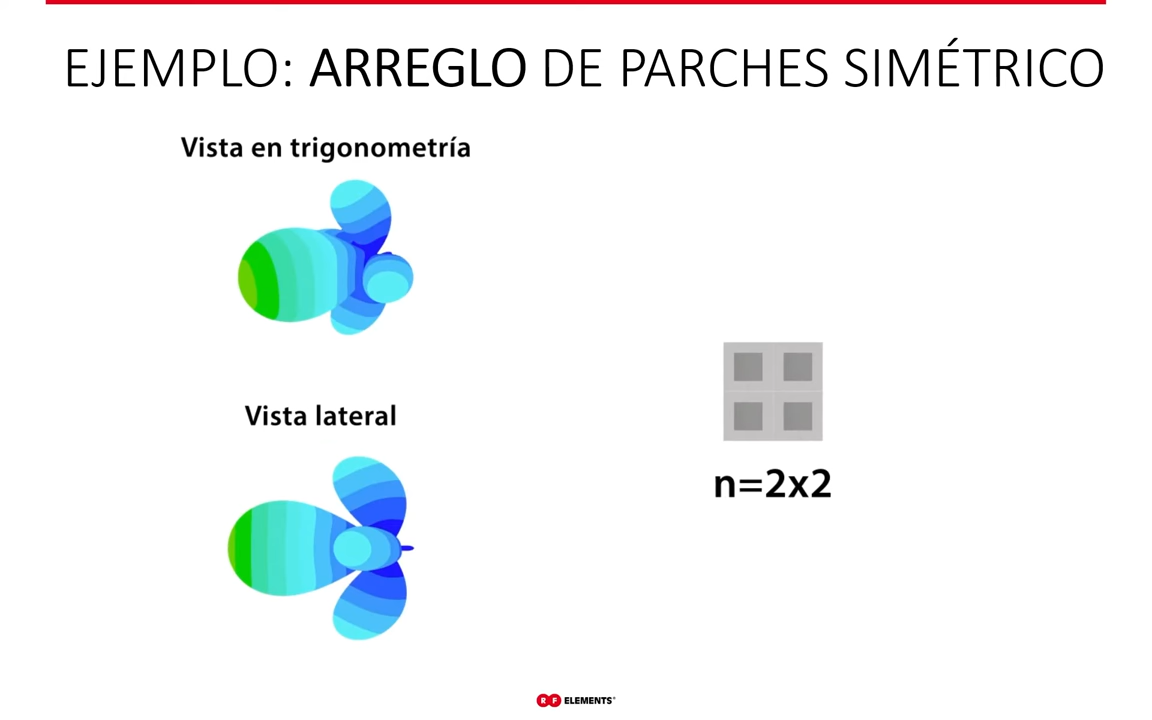 EJEMPLO: ARREGLO DE PARCHES SIMÉTRICO
Vista en trigonometría
Vista lateral
n=2x2
RF ELEMENTS®